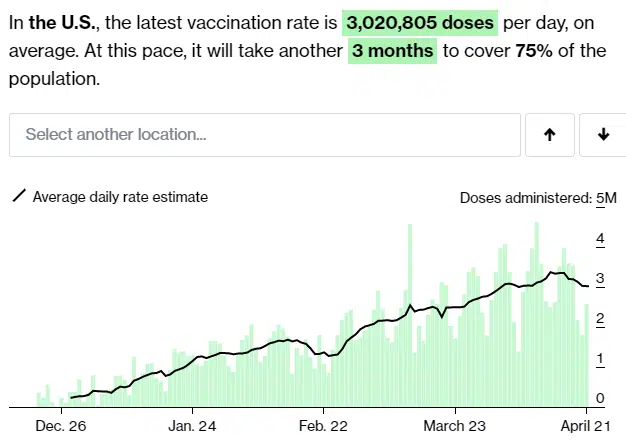 In the U.S., the latest vaccination rate is 3,020,805 doses per day, on
average. At this pace, it will take another 3 months to cover 75% of the
population.
Select another location...
Average daily rate estimate
Doses administered: 5M
4
3
2
1
0
Dec. 26 Jan. 24 Feb. 22 March 23 April 21